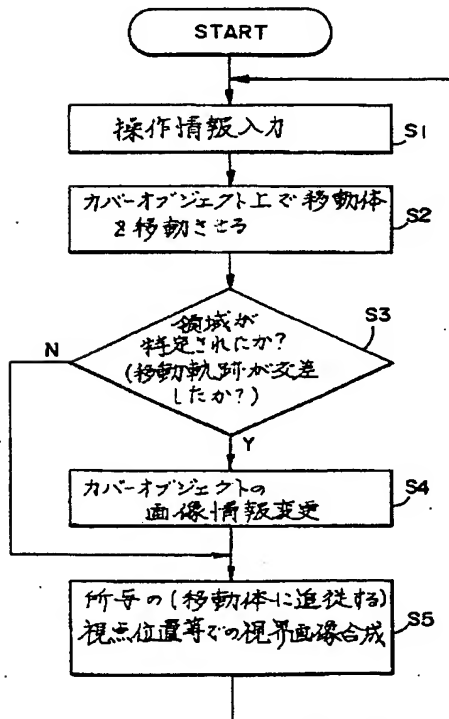 START
操作情報入力
S1
カバーオブジェクト上で移動体
を移動させる
S2
領域が
特定されたか?
(移動軌跡が交差
したか?)
S3
N
Y
カバーオブジェクトの
画像情報変更
S4
所与の(移動体に追従する)
視点位置等での視界画像合成
S5